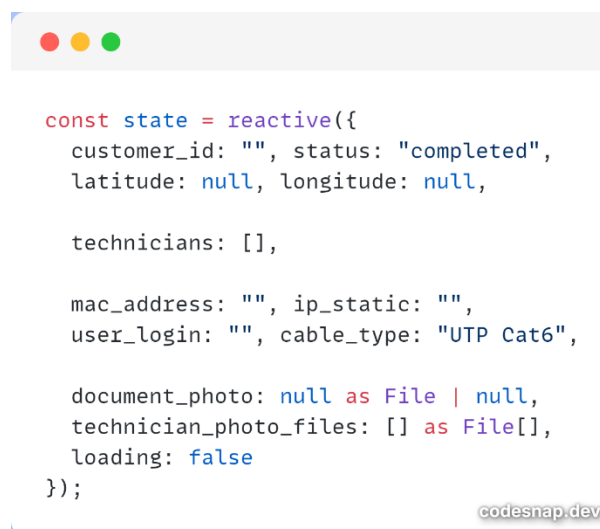 const state = reactive({
  customer_id: "", status: "completed",
  latitude: null, longitude: null,
  technicians: [],
  mac_address: "", ip_static: "",
  user_login: "", cable_type: "UTP Cat6",
  document_photo: null as File | null,
  technician_photo_files: [] as File[],
  loading: false
});
codesnap.dev